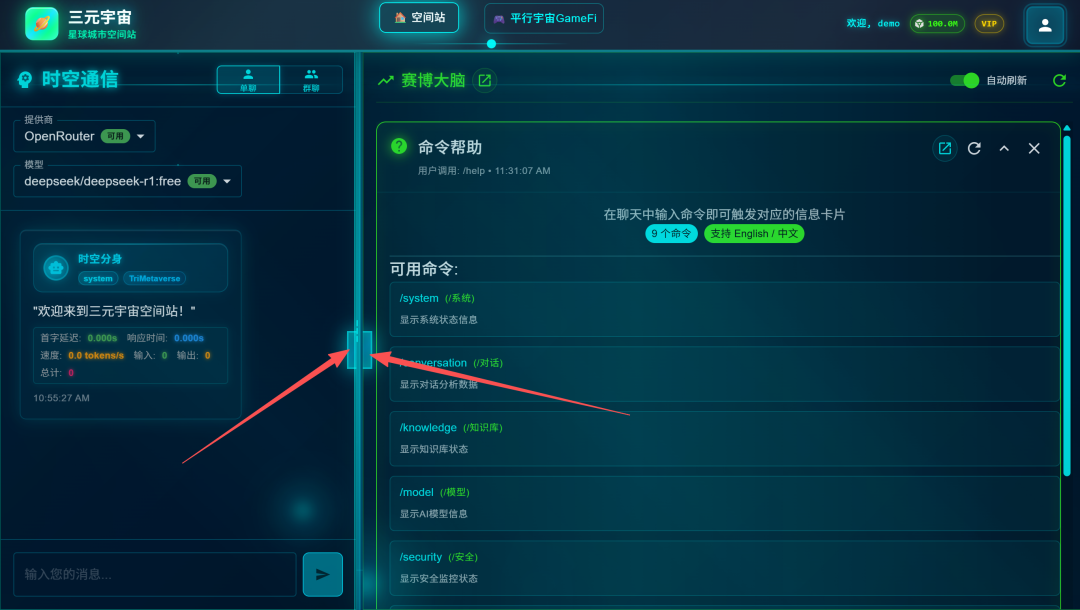 三元宇宙
星球城市空间站
空间站
平行宇宙GameFi
欢迎, demo
100.0M
VIP
时空通信
单聊
群聊
提供商
OpenRouter 可用
模型
deepseek/deepseek-r1:free 可用
时空分身
system TriMetaverse
"欢迎来到三元宇宙空间站！"
首字延迟: 0.000s 响应时间: 0.000s
速度: 0.0 tokens/s 输入: 0 输出: 0
总计: 0
10:55:27 AM
输入您的消息...
赛博大脑
自动刷新
命令帮助
用户调用: /help • 11:31:07 AM
在聊天中输入命令即可触发对应的信息卡片
9 个命令 支持 English / 中文
可用命令:
/system (/系统)
显示系统状态信息
/conversation (/对话)
显示对话分析数据
/knowledge (/知识库)
显示知识库状态
/model (/模型)
显示AI模型信息
/security (/安全)
显示安全监控状态